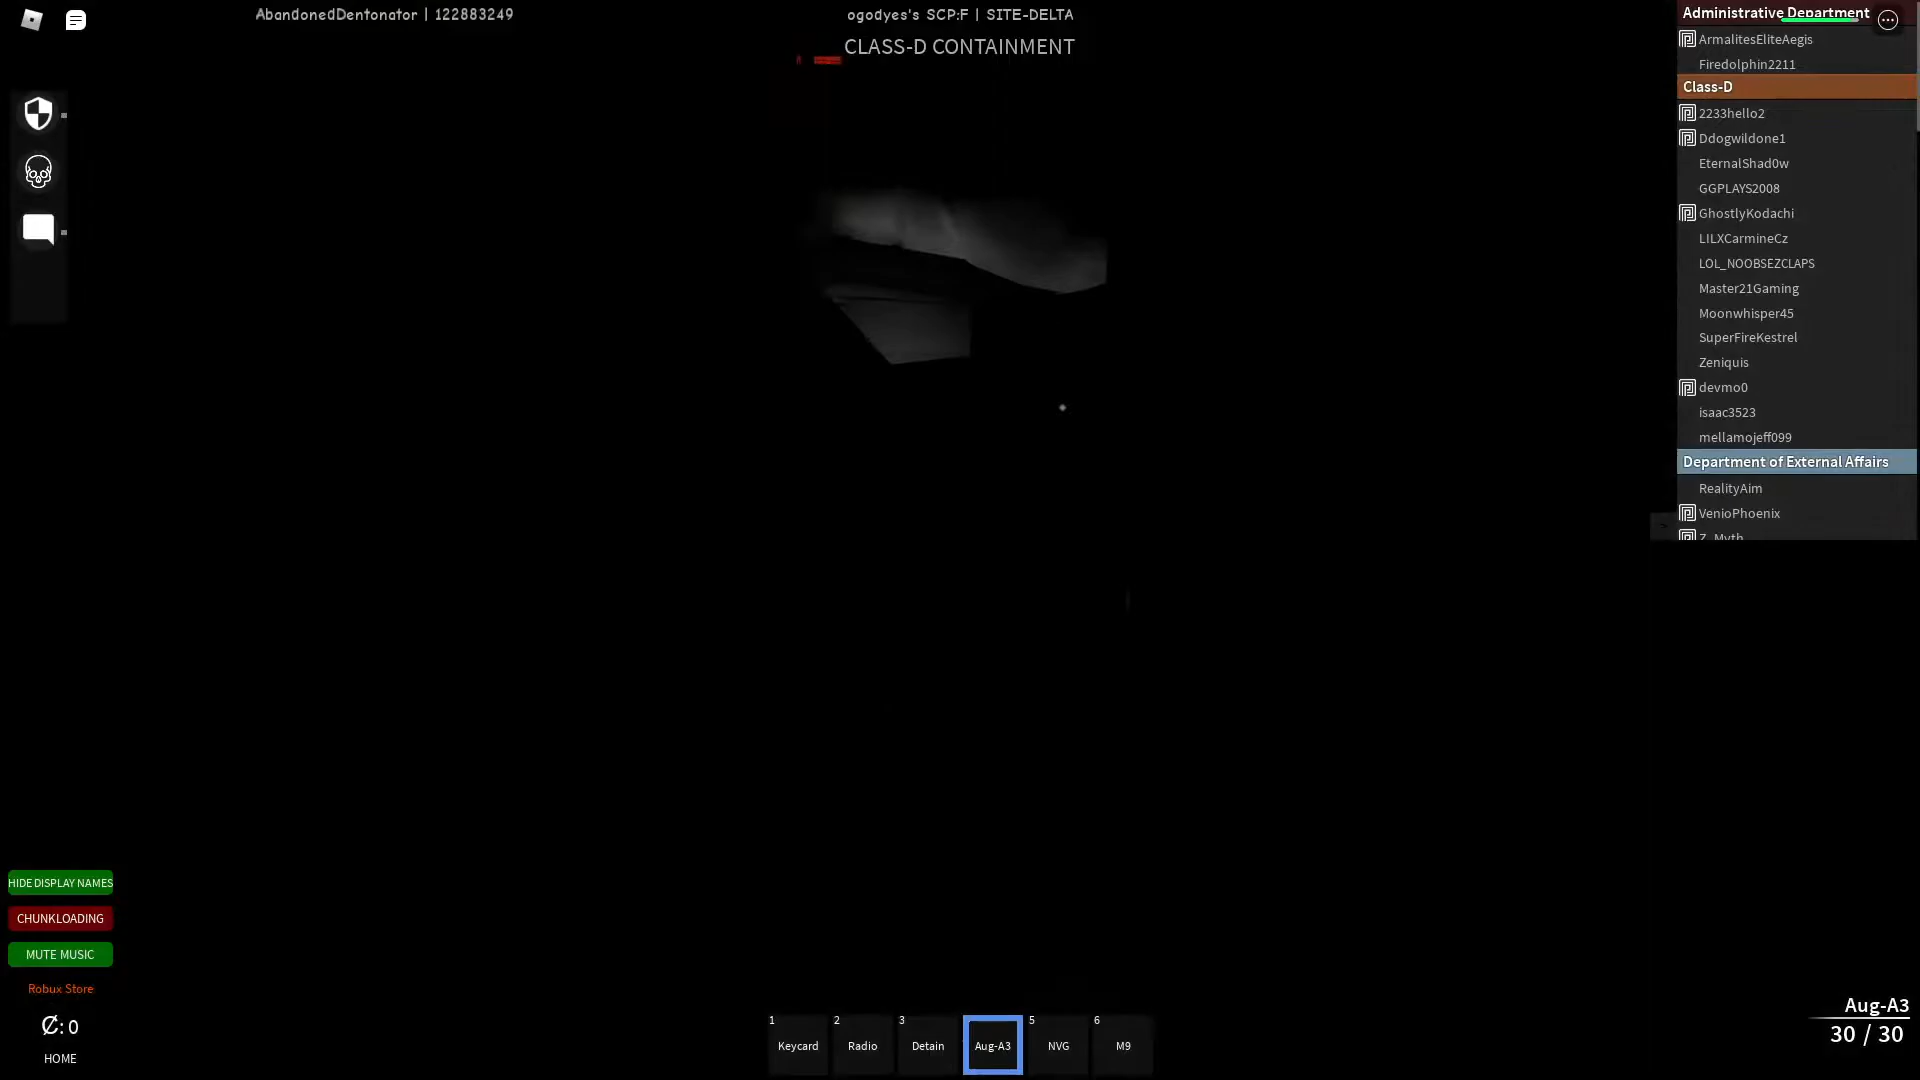 AbandonedDentonator | 122883249
ogodyes's SCP:F | SITE-DELTA
CLASS-D CONTAINMENT
Administrative Department
ArmalitesEliteAegis
Firedolphin2211
Class-D
2233hello2
Ddogwildone1
EternalShad0w
GGPLAYS2008
GhostlyKodachi
LILXCarmineCz
LOL_NOOBSEZCLAPS
Master21Gaming
Moonwhisper45
SuperFireKestrel
Zeniquis
devmo0
isaac3523
mellamojeff099
Department of External Affairs
RealityAim
VenioPhoenix
Z_Myth
>
HIDE DISPLAY NAMES
CHUNKLOADING
MUTE MUSIC
Robux Store
₡: 0
HOME
1 Keycard
2 Radio
3 Detain
Aug-A3
5 NVG
6 M9
Aug-A3
30 / 30